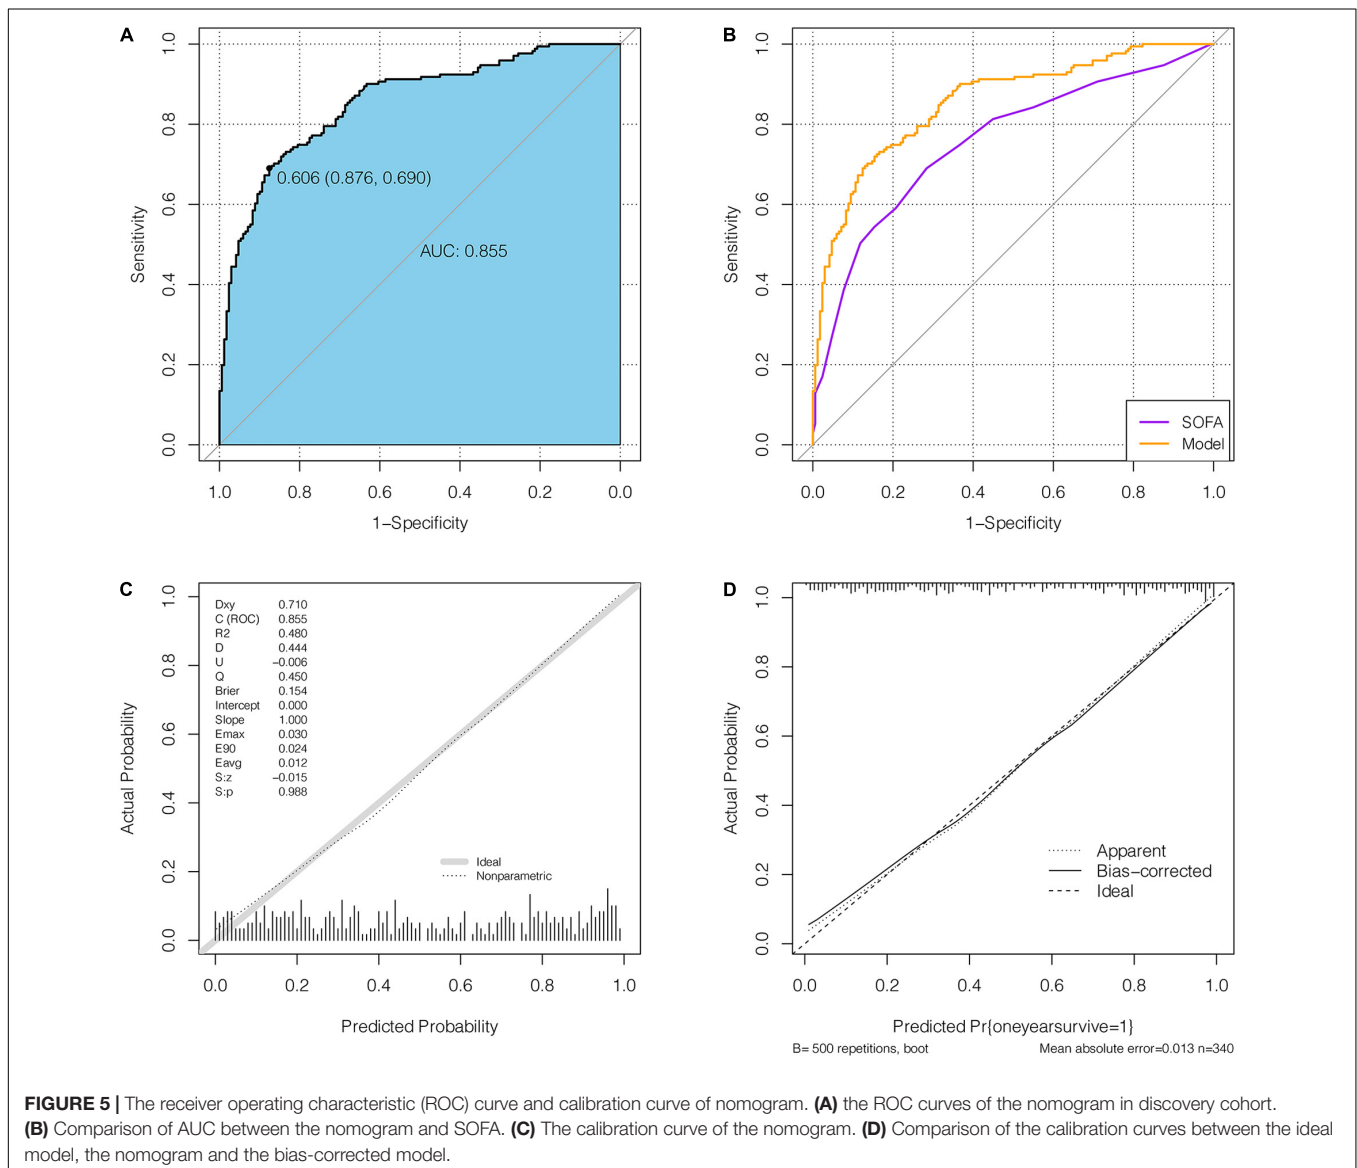 A
1.0
0.8
0.6
0.4
0.2
0.0
Sensitivity
0.606 (0.876, 0.690)
AUC: 0.855
1.0 0.8 0.6 0.4 0.2 0.0
1–Specificity
B
1.0
0.8
0.6
0.4
0.2
0.0
Sensitivity
SOFA
Model
0.0 0.2 0.4 0.6 0.8 1.0
1–Specificity
C
1.0
0.8
0.6
0.4
0.2
0.0
Actual Probability
Dxy 0.710
C (ROC) 0.855
R2 0.480
D 0.444
U −0.006
Q 0.450
Brier 0.154
Intercept 0.000
Slope 1.000
Emax 0.030
E90 0.024
Eavg 0.012
S:z −0.015
S:p 0.988
Ideal
Nonparametric
0.0 0.2 0.4 0.6 0.8 1.0
Predicted Probability
D
1.0
0.8
0.6
0.4
0.2
0.0
Actual Probability
Apparent
Bias−corrected
Ideal
0.0 0.2 0.4 0.6 0.8 1.0
Predicted Pr{oneyearsurvive=1}
B= 500 repetitions, boot Mean absolute error=0.013 n=340
FIGURE 5 | The receiver operating characteristic (ROC) curve and calibration curve of nomogram. (A) the ROC curves of the nomogram in discovery cohort.
(B) Comparison of AUC between the nomogram and SOFA. (C) The calibration curve of the nomogram. (D) Comparison of the calibration curves between the ideal
model, the nomogram and the bias-corrected model.